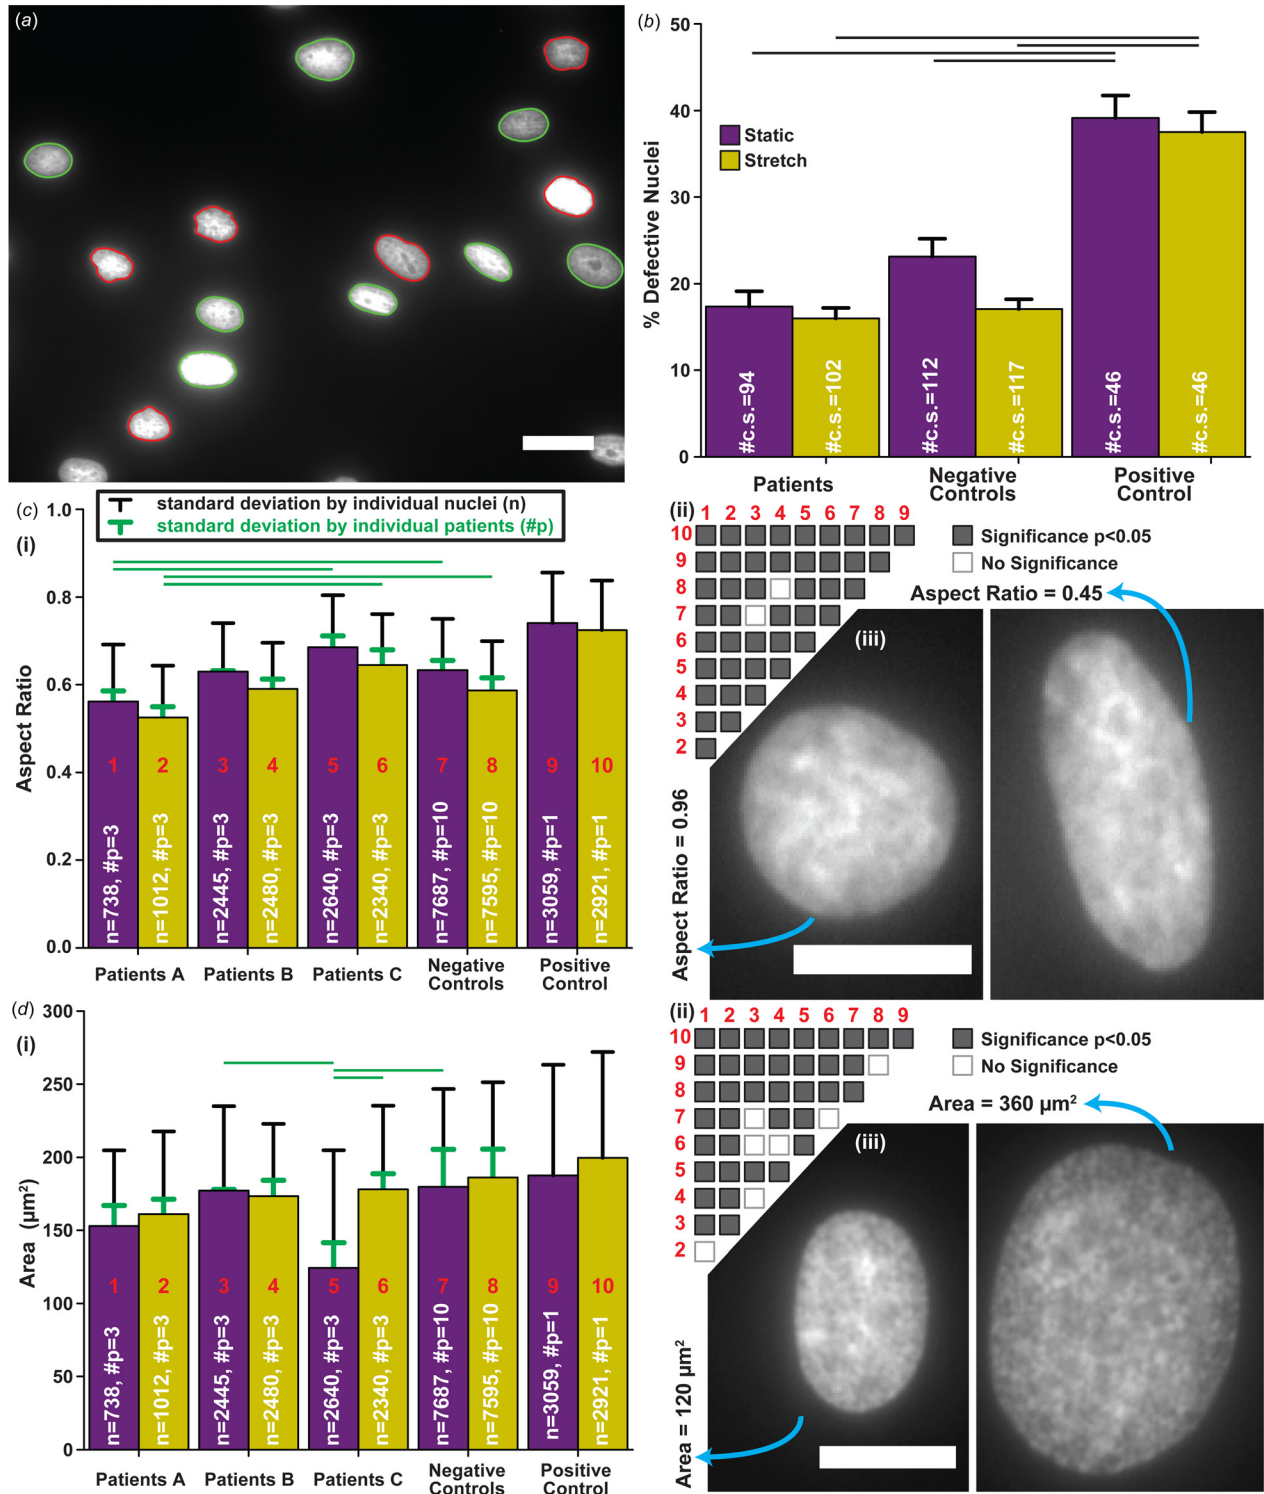 (a)
(b)
50
40
30
20
10
0
% Defective Nuclei
Static
Stretch
#c.s.=94
#c.s.=102
#c.s.=112
#c.s.=117
#c.s.=46
#c.s.=46
Patients
Negative
Controls
Positive
Control
(c)
(i)
standard deviation by individual nuclei (n)
standard deviation by individual patients (#p)
1.0
0.8
0.6
0.4
0.2
0.0
Aspect Ratio
1
2
3
4
5
6
7
8
9
10
n=738, #p=3
n=1012, #p=3
n=2445, #p=3
n=2480, #p=3
n=2640, #p=3
n=2340, #p=3
n=7687, #p=10
n=7595, #p=10
n=3059, #p=1
n=2921, #p=1
Patients A
Patients B
Patients C
Negative
Controls
Positive
Control
(ii)
1 2 3 4 5 6 7 8 9
10
9
8
7
6
5
4
3
2
Significance p<0.05
No Significance
Aspect Ratio = 0.45
(iii)
Aspect Ratio = 0.96
(d)
(i)
300
250
200
150
100
50
0
Area (µm²)
1
2
3
4
5
6
7
8
9
10
n=738, #p=3
n=1012, #p=3
n=2445, #p=3
n=2480, #p=3
n=2640, #p=3
n=2340, #p=3
n=7687, #p=10
n=7595, #p=10
n=3059, #p=1
n=2921, #p=1
Patients A
Patients B
Patients C
Negative
Controls
Positive
Control
(ii)
1 2 3 4 5 6 7 8 9
10
9
8
7
6
5
4
3
2
Significance p<0.05
No Significance
Area = 360 µm²
(iii)
Area = 120 µm²